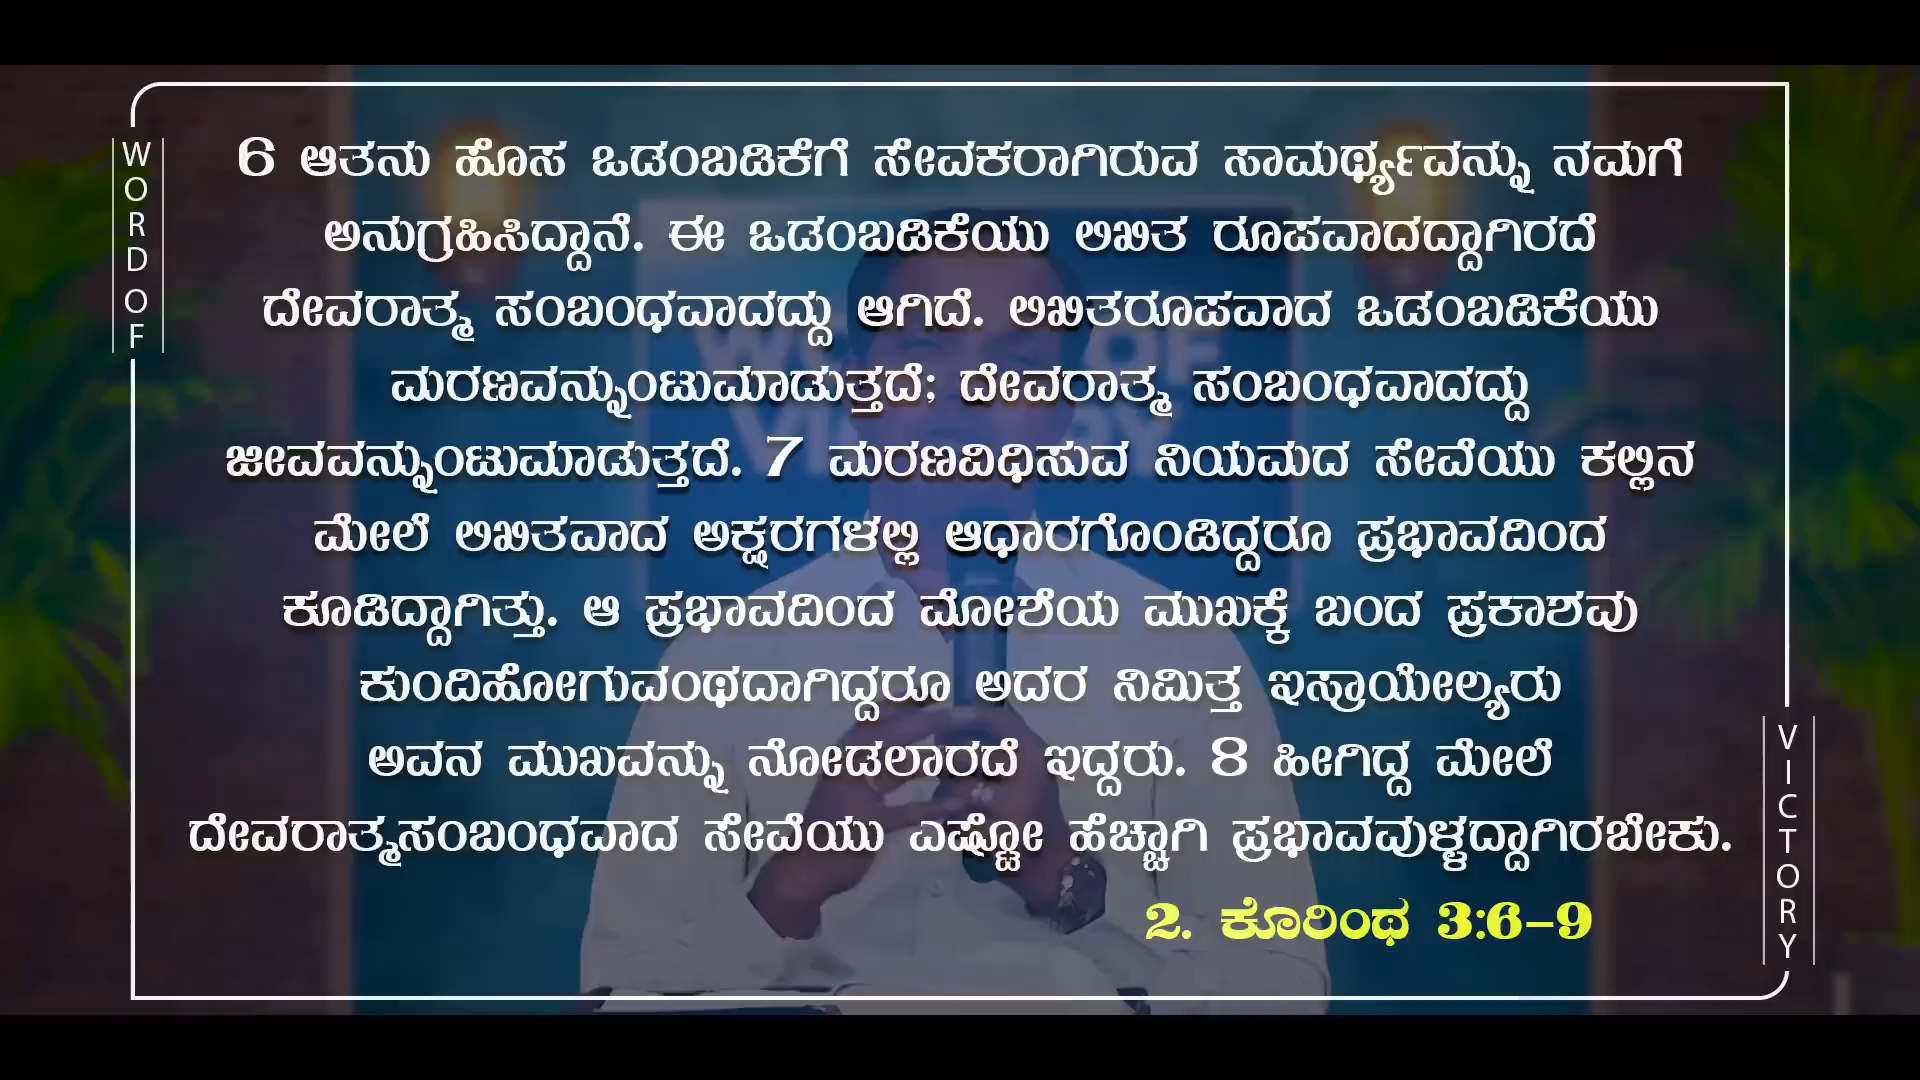 WORD OF
6 ಆತನು ಹೊಸ ಒಡಂಬಡಿಕೆಗೆ ಸೇವಕರಾಗಿರುವ ಸಾಮರ್ಥ್ಯವನ್ನು ನಮಗೆ
ಅನುಗ್ರಹಿಸಿದ್ದಾನೆ. ಈ ಒಡಂಬಡಿಕೆಯು ಲಿಖಿತ ರೂಪವಾದದ್ದಾಗಿರದೆ
ದೇವರಾತ್ಮ ಸಂಬಂಧವಾದದ್ದು ಆಗಿದೆ. ಲಿಖಿತರೂಪವಾದ ಒಡಂಬಡಿಕೆಯು
ಮರಣವನ್ನುಂಟುಮಾಡುತ್ತದೆ; ದೇವರಾತ್ಮ ಸಂಬಂಧವಾದದ್ದು
ಜೀವವನ್ನುಂಟುಮಾಡುತ್ತದೆ. 7 ಮರಣವಿಧಿಸುವ ನಿಯಮದ ಸೇವೆಯು ಕಲ್ಲಿನ
ಮೇಲೆ ಲಿಖಿತವಾದ ಅಕ್ಷರಗಳಲ್ಲಿ ಆಧಾರಗೊಂಡಿದ್ದರೂ ಪ್ರಭಾವದಿಂದ
ಕೂಡಿದ್ದಾಗಿತ್ತು. ಆ ಪ್ರಭಾವದಿಂದ ಮೋಶೆಯ ಮುಖಕ್ಕೆ ಬಂದ ಪ್ರಕಾಶವು
ಕುಂದಿಹೋಗುವಂಥದಾಗಿದ್ದರೂ ಅದರ ನಿಮಿತ್ತ ಇಸ್ರಾಯೇಲ್ಯರು
ಅವನ ಮುಖವನ್ನು ನೋಡಲಾರದೆ ಇದ್ದರು. 8 ಹೀಗಿದ್ದ ಮೇಲೆ
ದೇವರಾತ್ಮಸಂಬಂಧವಾದ ಸೇವೆಯು ಎಷ್ಟೋ ಹೆಚ್ಚಾಗಿ ಪ್ರಭಾವವುಳ್ಳದ್ದಾಗಿರಬೇಕು.
2. ಕೊರಿಂಥ 3:6-9
VICTORY